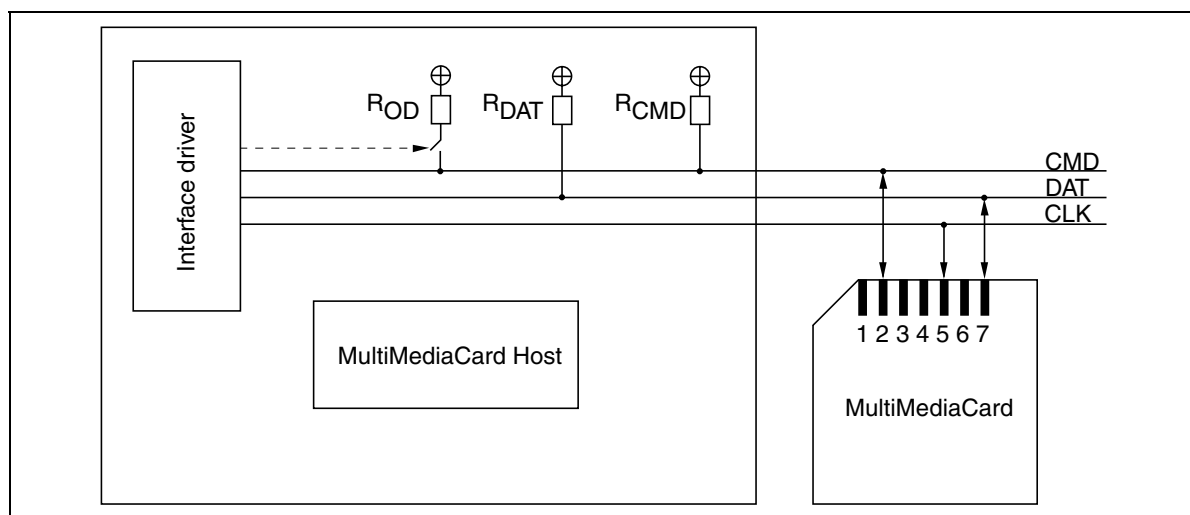 Interface driver
ROD
RDAT
RCMD
CMD
DAT
CLK
MultiMediaCard Host
1 2 3 4 5 6 7
MultiMediaCard